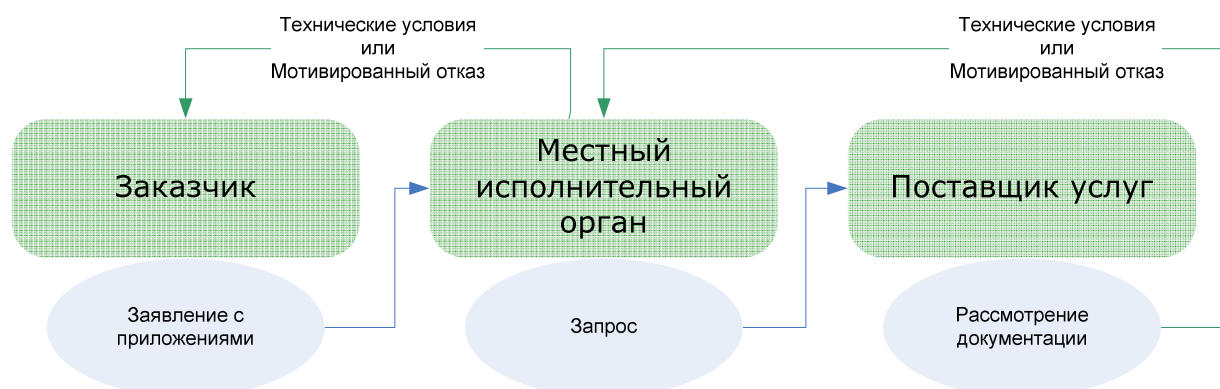 Технические условия
или
Мотивированный отказ
Технические условия
или
Мотивированный отказ
Заказчик
Местный
исполнительный
орган
Поставщик услуг
Заявление с
приложениями
Запрос
Рассмотрение
документации